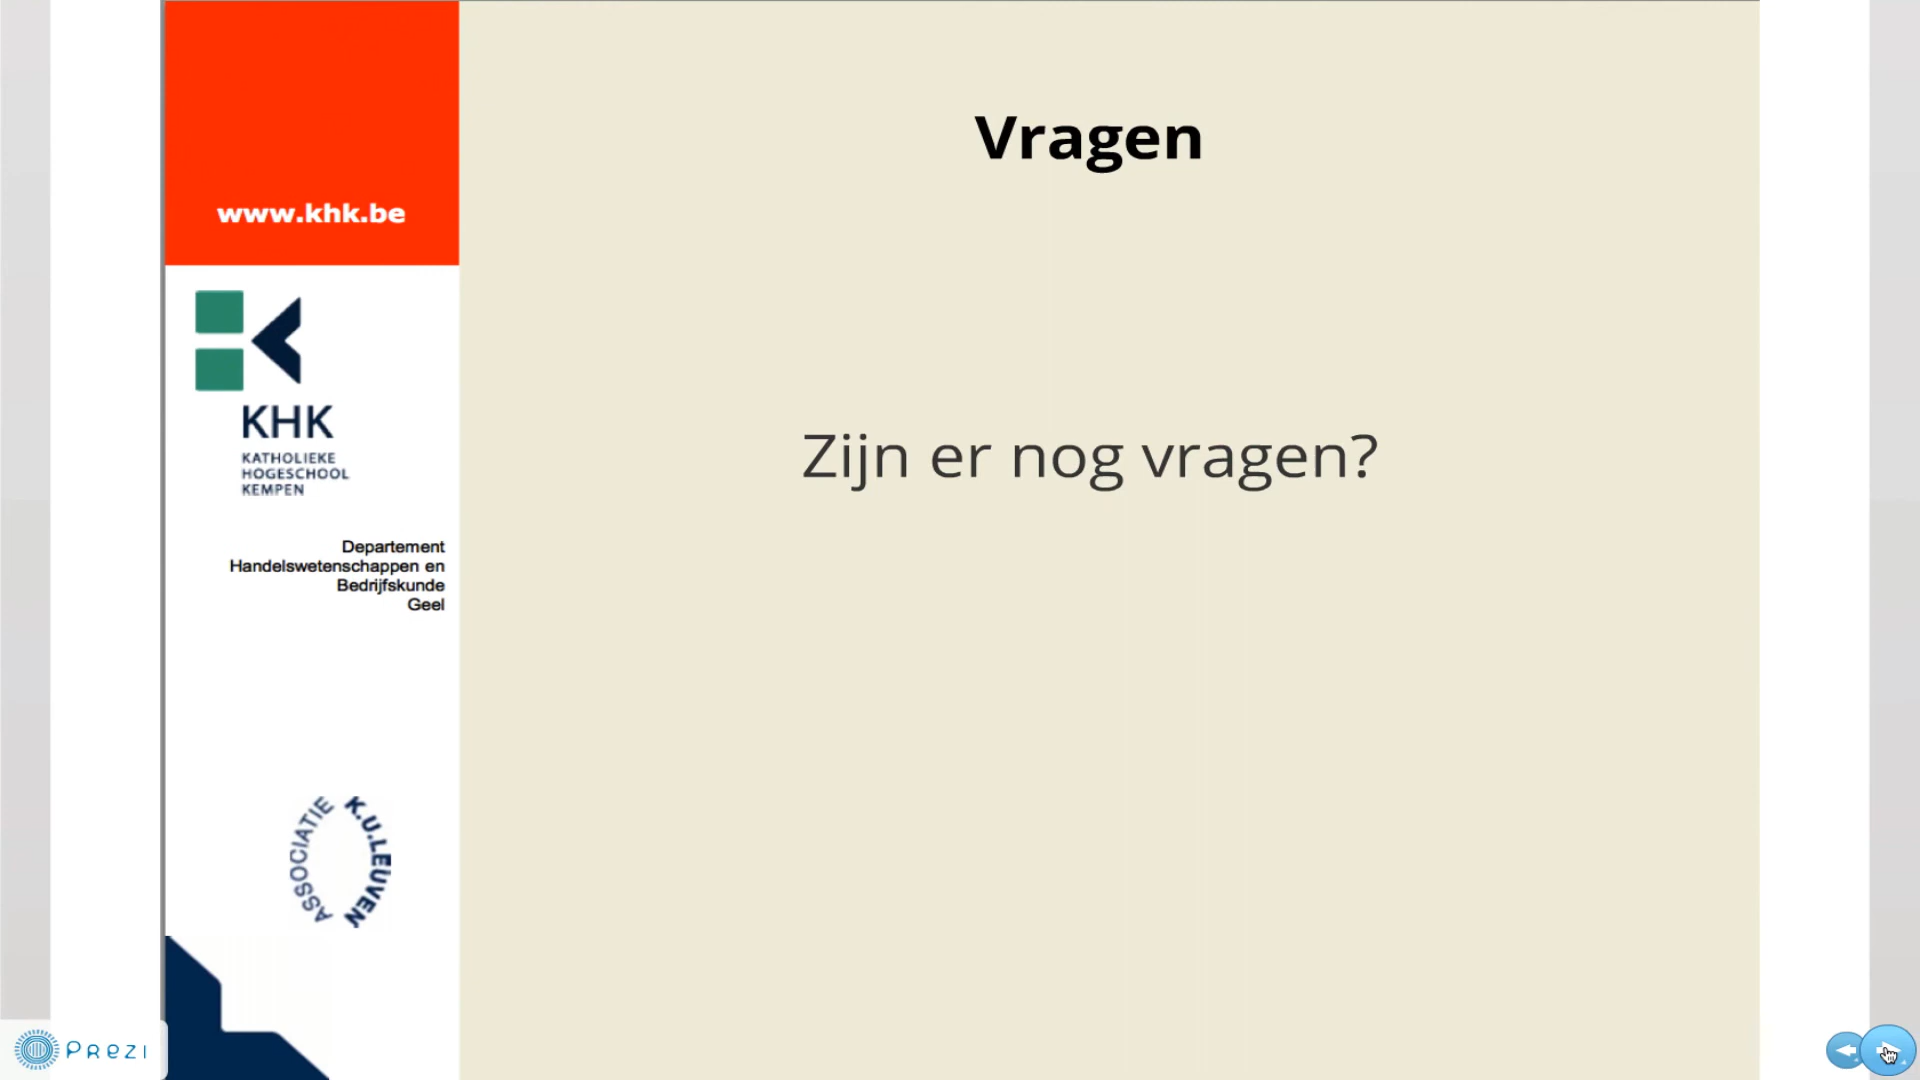 www.khk.be
KHK
KATHOLIEKE
HOGESCHOOL
KEMPEN
Departement
Handelswetenschappen en
Bedrijfskunde
Geel
ASSOCIATIE
K.U.LEUVEN
Vragen
Zijn er nog vragen?
Prezi